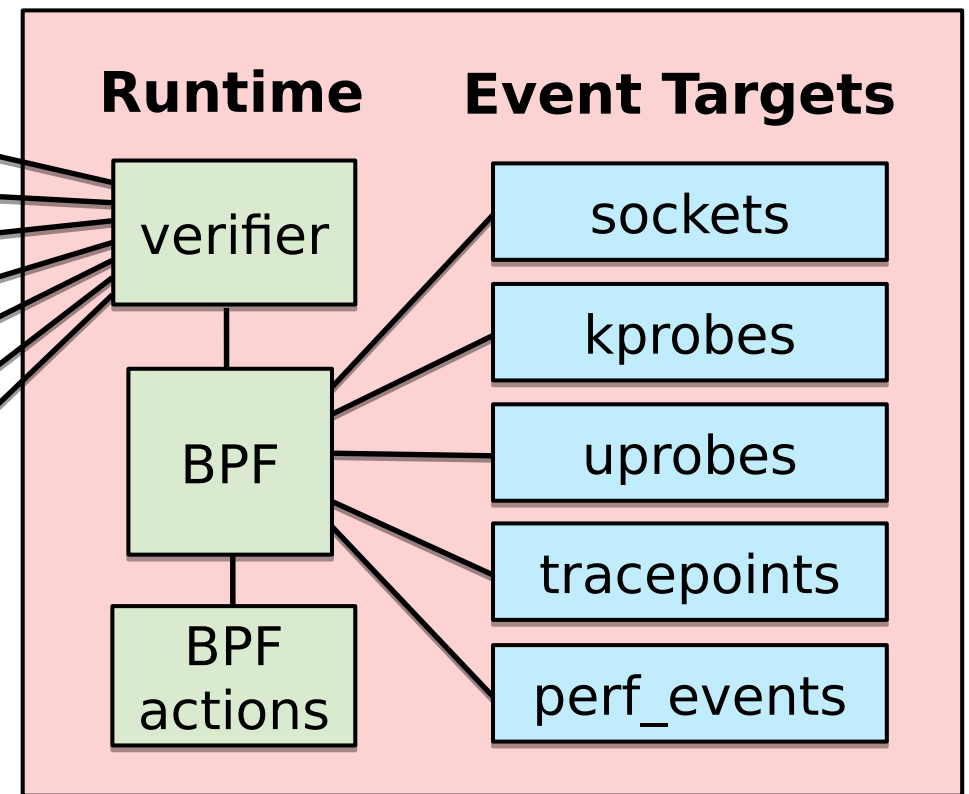 Runtime
Event Targets
verifier
BPF
BPF
actions
sockets
kprobes
uprobes
tracepoints
perf_events